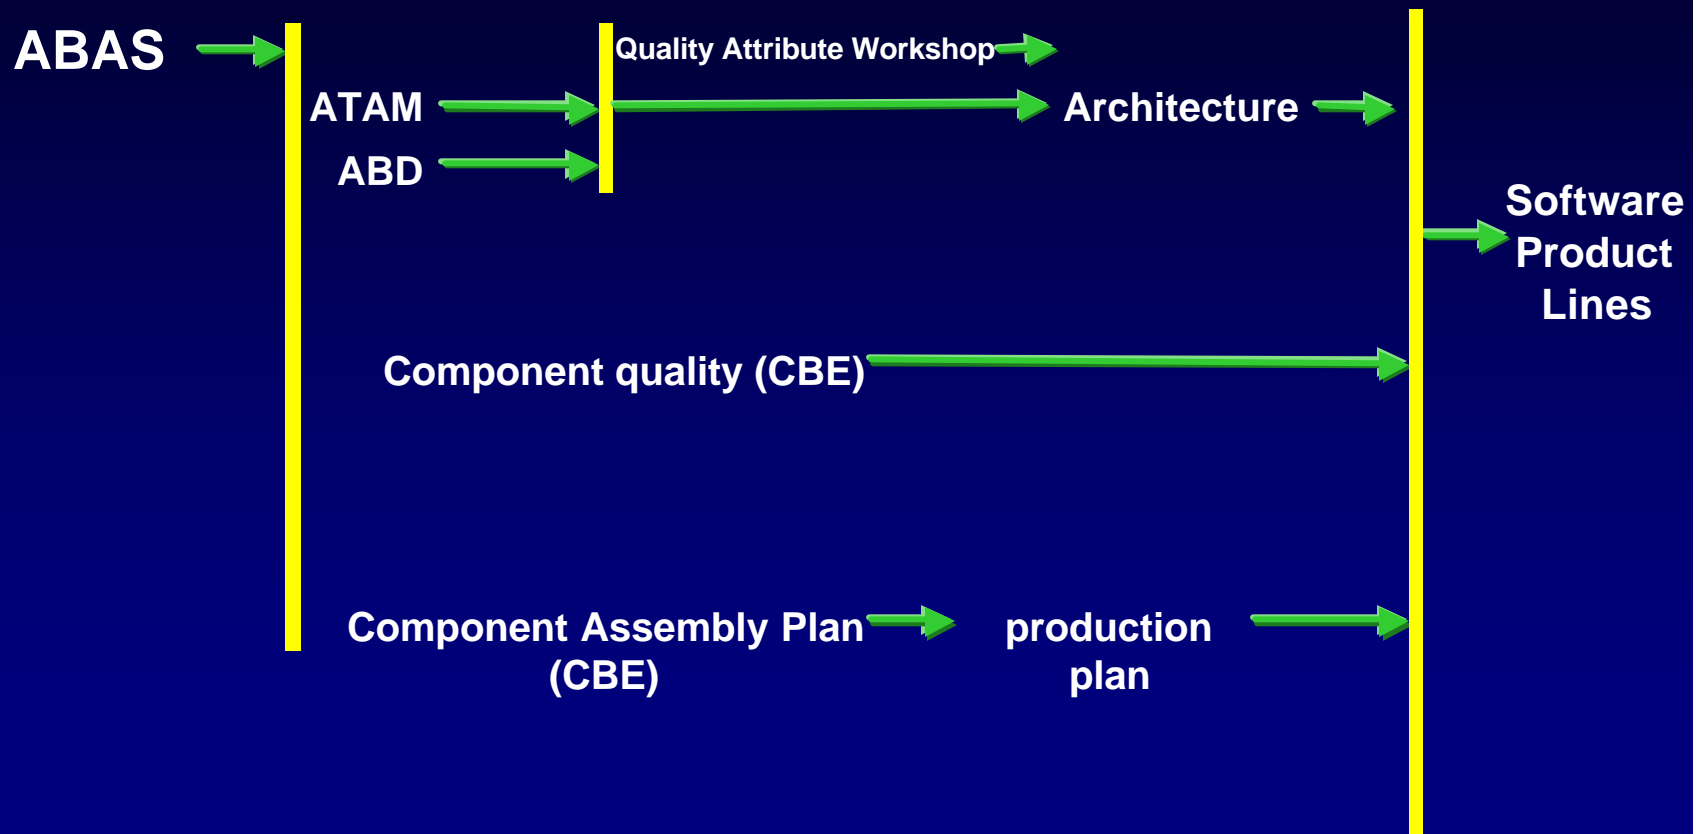 ABAS
Quality Attribute Workshop
ATAM
Architecture
ABD
Software
Product
Lines
Component quality (CBE)
Component Assembly Plan
(CBE)
production
plan